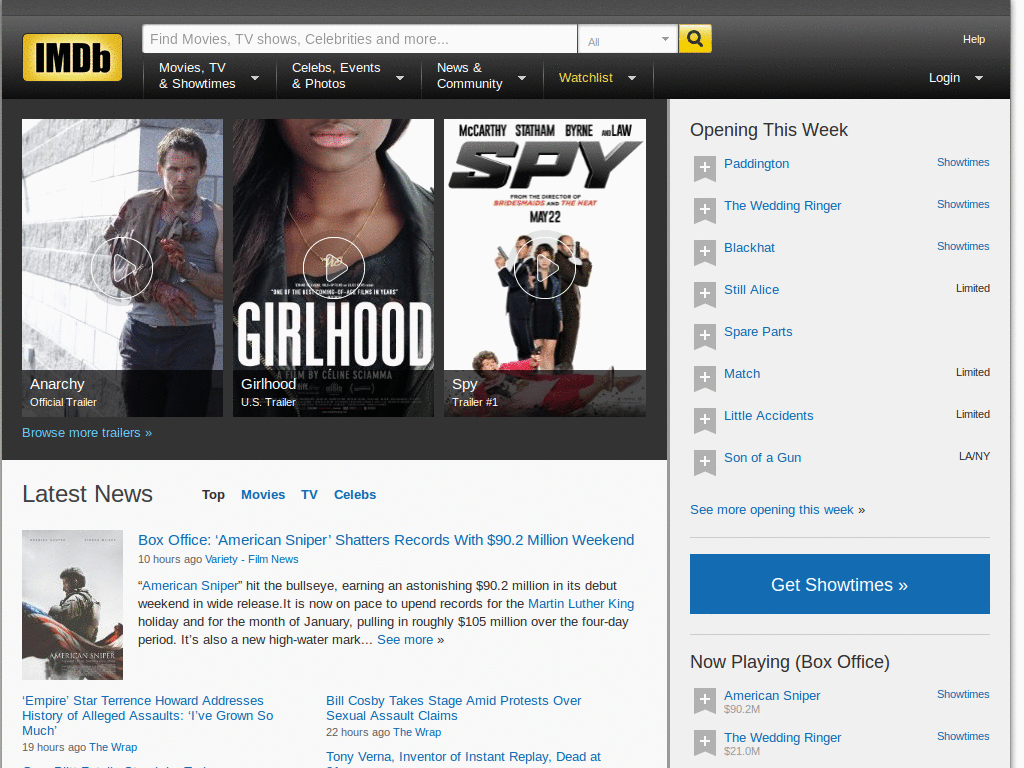 IMDb
Find Movies, TV shows, Celebrities and more...
All
Help
Movies, TV
& Showtimes
Celebs, Events
& Photos
News &
Community
Watchlist
Login
McCARTHY STATHAM BYRNE AND LAW
SPY
FROM THE DIRECTOR OF
BRIDESMAIDS AND THE HEAT
MAY 22
"ONE OF THE BEST COMING-OF-AGE FILMS IN YEARS"
GIRLHOOD
A FILM BY CÉLINE SCIAMMA
Anarchy
Official Trailer
Girlhood
U.S. Trailer
Spy
Trailer #1
Browse more trailers »
Opening This Week
Paddington
Showtimes
The Wedding Ringer
Showtimes
Blackhat
Showtimes
Still Alice
Limited
Spare Parts
Match
Limited
Little Accidents
Limited
Son of a Gun
LA/NY
See more opening this week »
Get Showtimes »
Now Playing (Box Office)
American Sniper
Showtimes
$90.2M
The Wedding Ringer
Showtimes
$21.0M
Latest News
Top Movies TV Celebs
AMERICAN SNIPER
Box Office: ‘American Sniper’ Shatters Records With $90.2 Million Weekend
10 hours ago Variety - Film News
“American Sniper” hit the bullseye, earning an astonishing $90.2 million in its debut
weekend in wide release.It is now on pace to upend records for the Martin Luther King
holiday and for the month of January, pulling in roughly $105 million over the four-day
period. It’s also a new high-water mark… See more »
‘Empire’ Star Terrence Howard Addresses
History of Alleged Assaults: ‘I’ve Grown So
Much’
19 hours ago The Wrap
Bill Cosby Takes Stage Amid Protests Over
Sexual Assault Claims
22 hours ago The Wrap
Tony Verna, Inventor of Instant Replay, Dead at